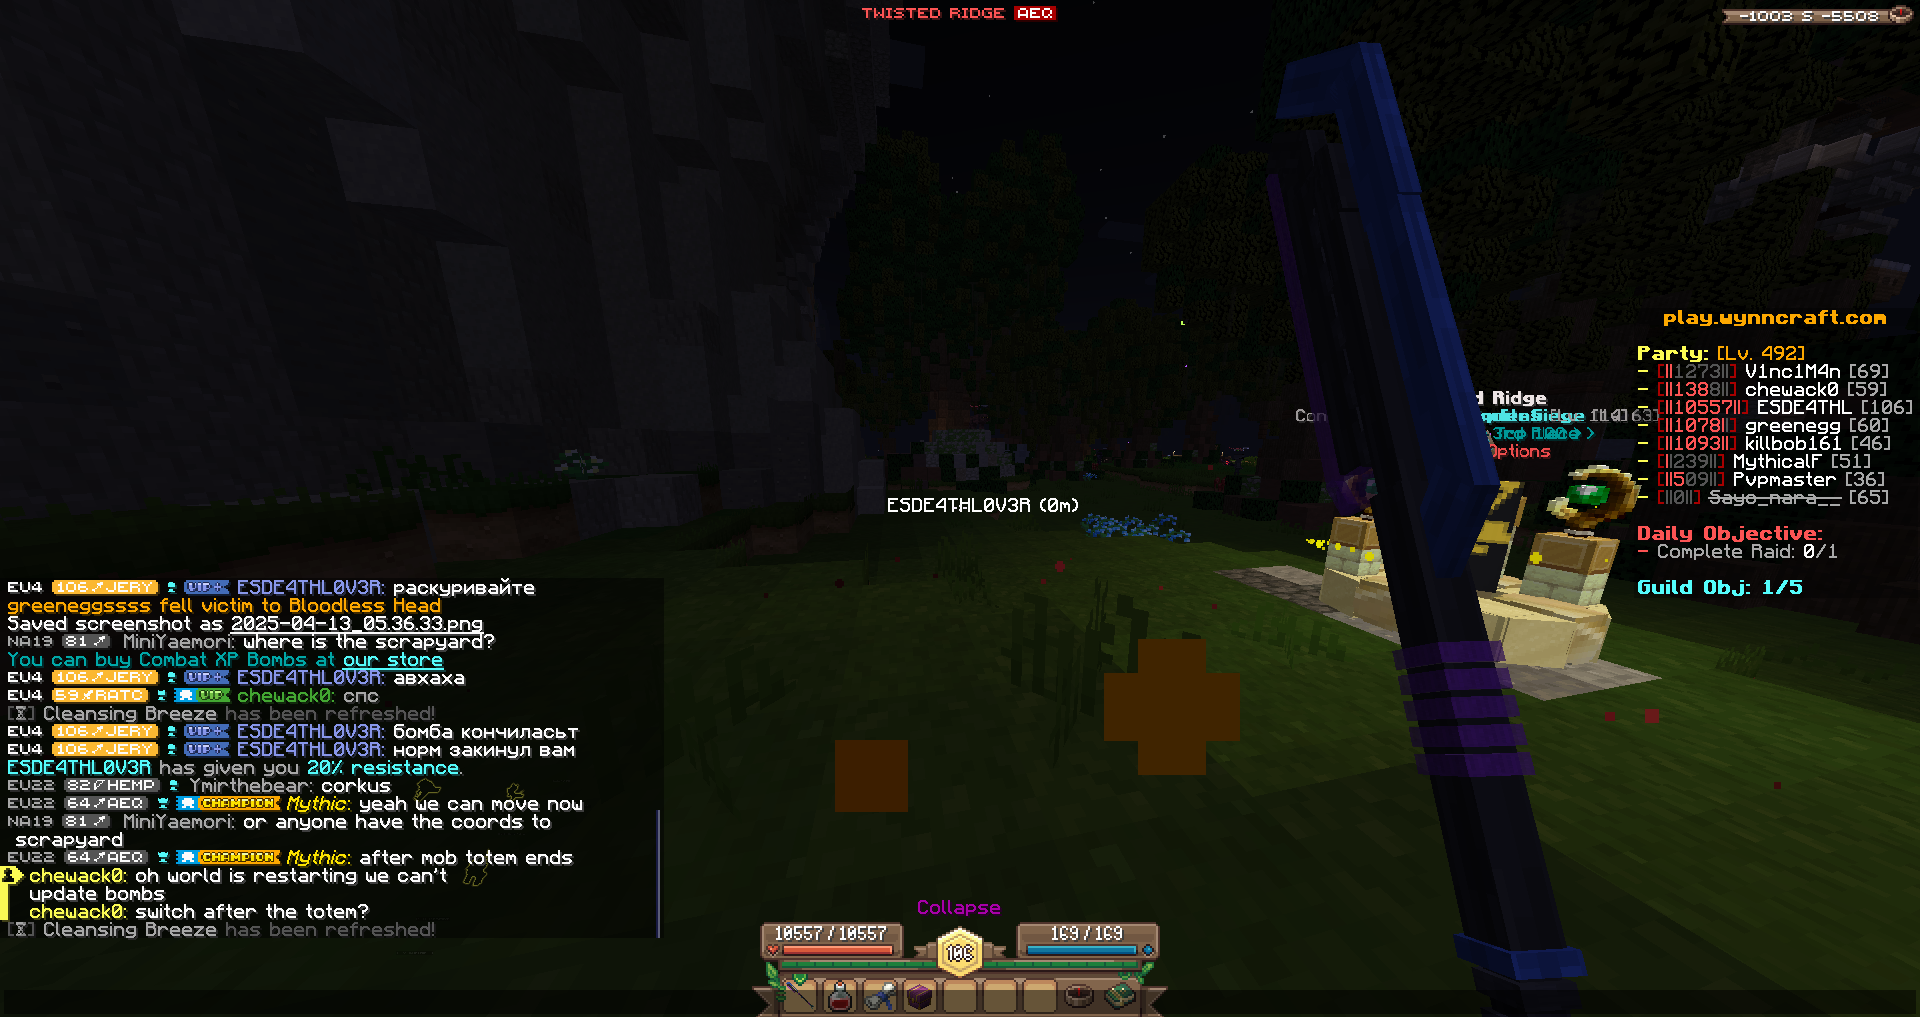 TWISTED RIDGE AEQ
-1003 S -5508
play.wynncraft.com
Party: [Lv. 492]
- [||1273||] V1nc1M4n [69]
- [||1388||] chewack0 [59]
- [||10557||] ESDE4THL [106]
- [||1078||] greenegg [60]
- [||1093||] killbob161 [46]
- [||239||] MythicalF [51]
- [||509||] Pvpmaster [36]
- [||0||] Sayo_nara__ [65]
Daily Objective:
- Complete Raid: 0/1
Guild Obj: 1/5
Con
d Ridge
Siege
ptions
ESDE4THL0V3R (0m)
EU4 106 JERY VIP+ ESDE4THL0V3R: раскуривайте
greeneggssss fell victim to Bloodless Head
Saved screenshot as 2025-04-13_05.36.33.png
NA19 81 MiniYaemori: where is the scrapyard?
You can buy Combat XP Bombs at our store
EU4 106 JERY VIP+ ESDE4THL0V3R: авхаха
EU4 59 RATC VIP chewack0: спс
[X] Cleansing Breeze has been refreshed!
EU4 106 JERY VIP+ ESDE4THL0V3R: бомба кончиласьт
EU4 106 JERY VIP+ ESDE4THL0V3R: норм закинул вам
ESDE4THL0V3R has given you 20% resistance.
EU22 82 HEMP Ymirthebear: corkus
EU22 64 AEQ CHAMPION Mythic: yeah we can move now
NA19 81 MiniYaemori: or anyone have the coords to
scrapyard
EU22 64 AEQ CHAMPION Mythic: after mob totem ends
chewack0: oh world is restarting we can't
update bombs
chewack0: switch after the totem?
[X] Cleansing Breeze has been refreshed!
Collapse
10557/10557
106
169/169